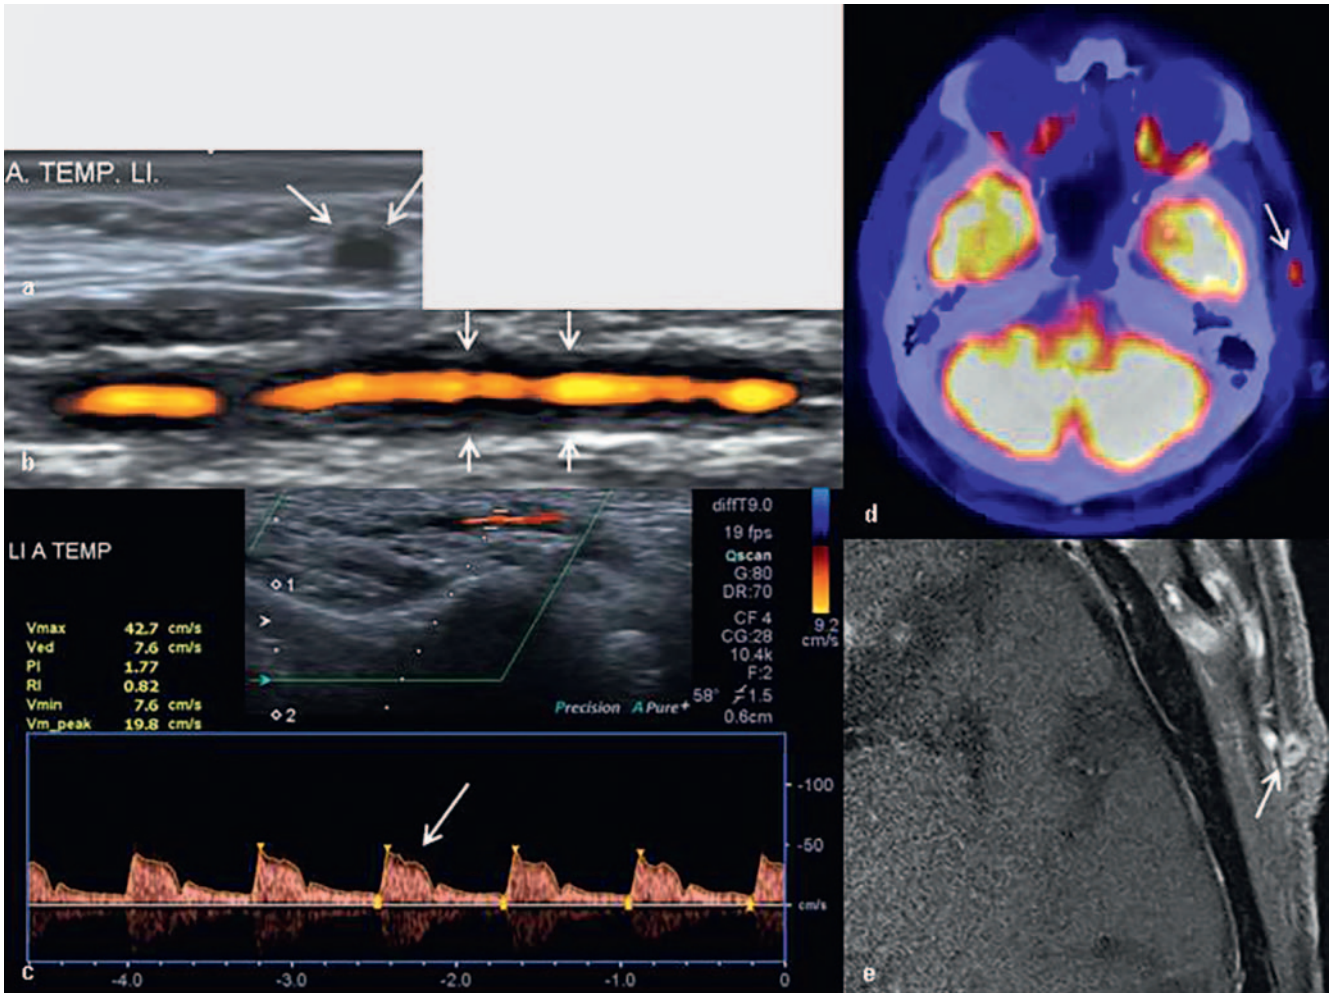 A. TEMP. LI.
a
b
LI A TEMP
Vmax 42.7 cm/s
Ved 7.6 cm/s
PI 1.77
RI 0.82
Vmin 7.6 cm/s
Vm_peak 19.8 cm/s
1
2
Precision A Pure+
diffT9.0
19 fps
Qscan
G:80
DR:70
CF 4
CG:28
10.4k
F:2
58° 1.5
0.6cm
9.2
cm/s
-100
-50
cm/s
c
-4.0 -3.0 -2.0 -1.0 0
d
e